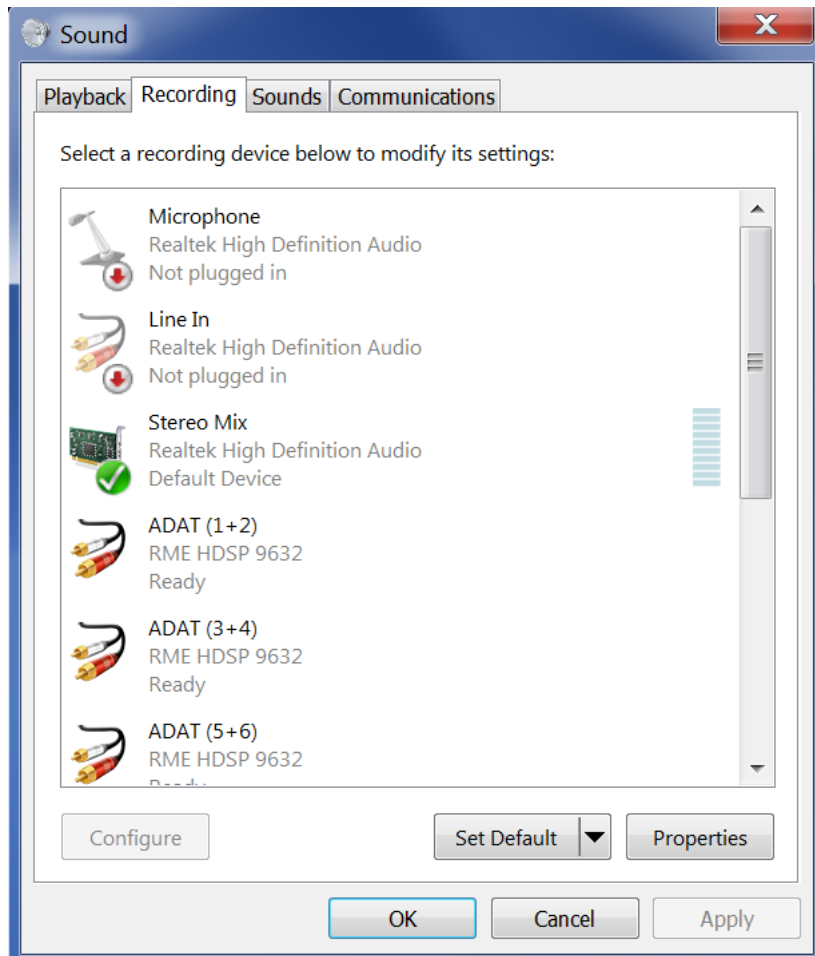 Sound
Playback Recording Sounds Communications
Select a recording device below to modify its settings:
Microphone
Realtek High Definition Audio
Not plugged in
Line In
Realtek High Definition Audio
Not plugged in
Stereo Mix
Realtek High Definition Audio
Default Device
ADAT (1+2)
RME HDSP 9632
Ready
ADAT (3+4)
RME HDSP 9632
Ready
ADAT (5+6)
RME HDSP 9632
Configure Set Default Properties
OK Cancel Apply